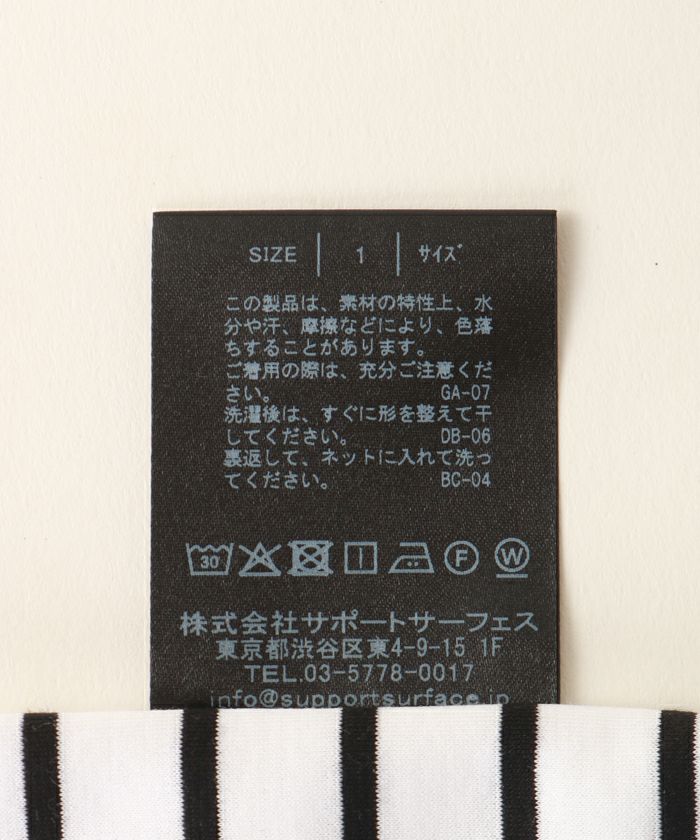 SIZE 1 サイズ
この製品は、素材の特性上、水
分や汗、摩擦などにより、色落
ちすることがあります。
ご着用の際は、充分ご注意くだ
さい。 GA-07
洗濯後は、すぐに形を整えて干
してください。 DB-06
裏返して、ネットに入れて洗っ
てください。 BC-04
30 F W
株式会社サポートサーフェス
東京都渋谷区東4-9-15 1F
TEL.03-5778-0017
info@supportsurface.jp